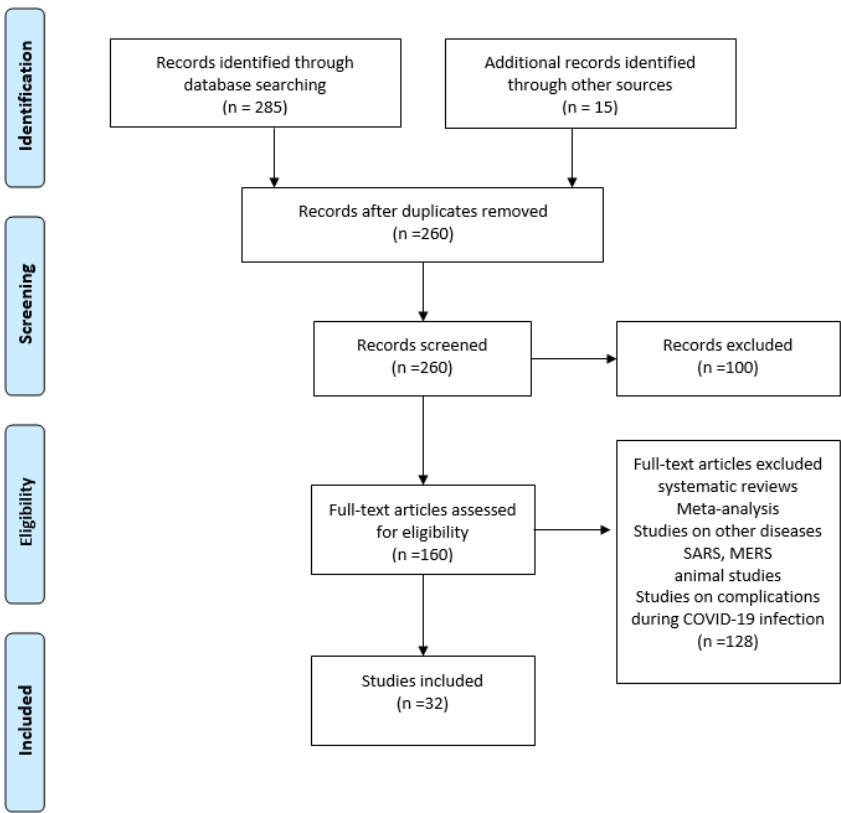 Identification
Records identified through
database searching
(n = 285)
Additional records identified
through other sources
(n = 15)
Records after duplicates removed
(n =260)
Screening
Records screened
(n =260)
Records excluded
(n =100)
Eligibility
Full-text articles assessed
for eligibility
(n =160)
Full-text articles excluded
systematic reviews
Meta-analysis
Studies on other diseases
SARS, MERS
animal studies
Studies on complications
during COVID-19 infection
(n =128)
Included
Studies included
(n =32)